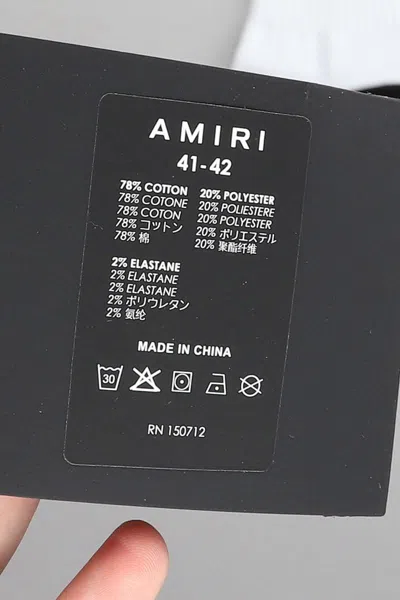 AMIRI
41-42
78% COTTON
78% COTONE
78% COTON
78% コットン
78% 棉
20% POLYESTER
20% POLIESTERE
20% POLYESTER
20% ポリエステル
20% 聚酯纤维
2% ELASTANE
2% ELASTANE
2% ELASTANE
2% ポリウレタン
2% 氨纶
MADE IN CHINA
30
RN 150712